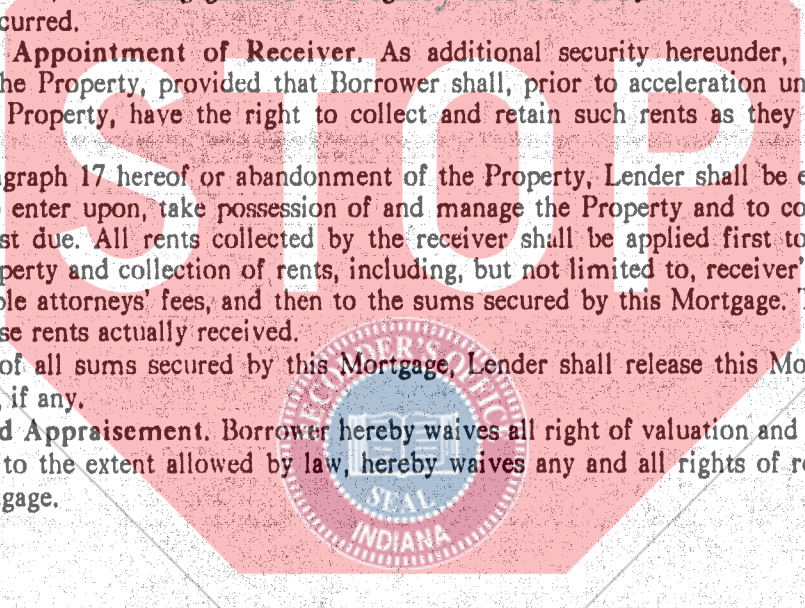 curred.
Appointment of Receiver. As additional security hereunder,
he Property, provided that Borrower shall, prior to acceleration un
Property, have the right to collect and retain such rents as they
agraph 17 hereof or abandonment of the Property, Lender shall be e
enter upon, take possession of and manage the Property and to co
st due. All rents collected by the receiver shall be applied first to
perty and collection of rents, including, but not limited to, receiver'
ble attorneys' fees, and then to the sums secured by this Mortgage.
se rents actually received.
of all sums secured by this Mortgage, Lender shall release this Mo
, if any.
d Appraisement. Borrower hereby waives all right of valuation and
to the extent allowed by law, hereby waives any and all rights of re
gage.
STOP
RECORDER'S OFFICE
SEAL
INDIANA